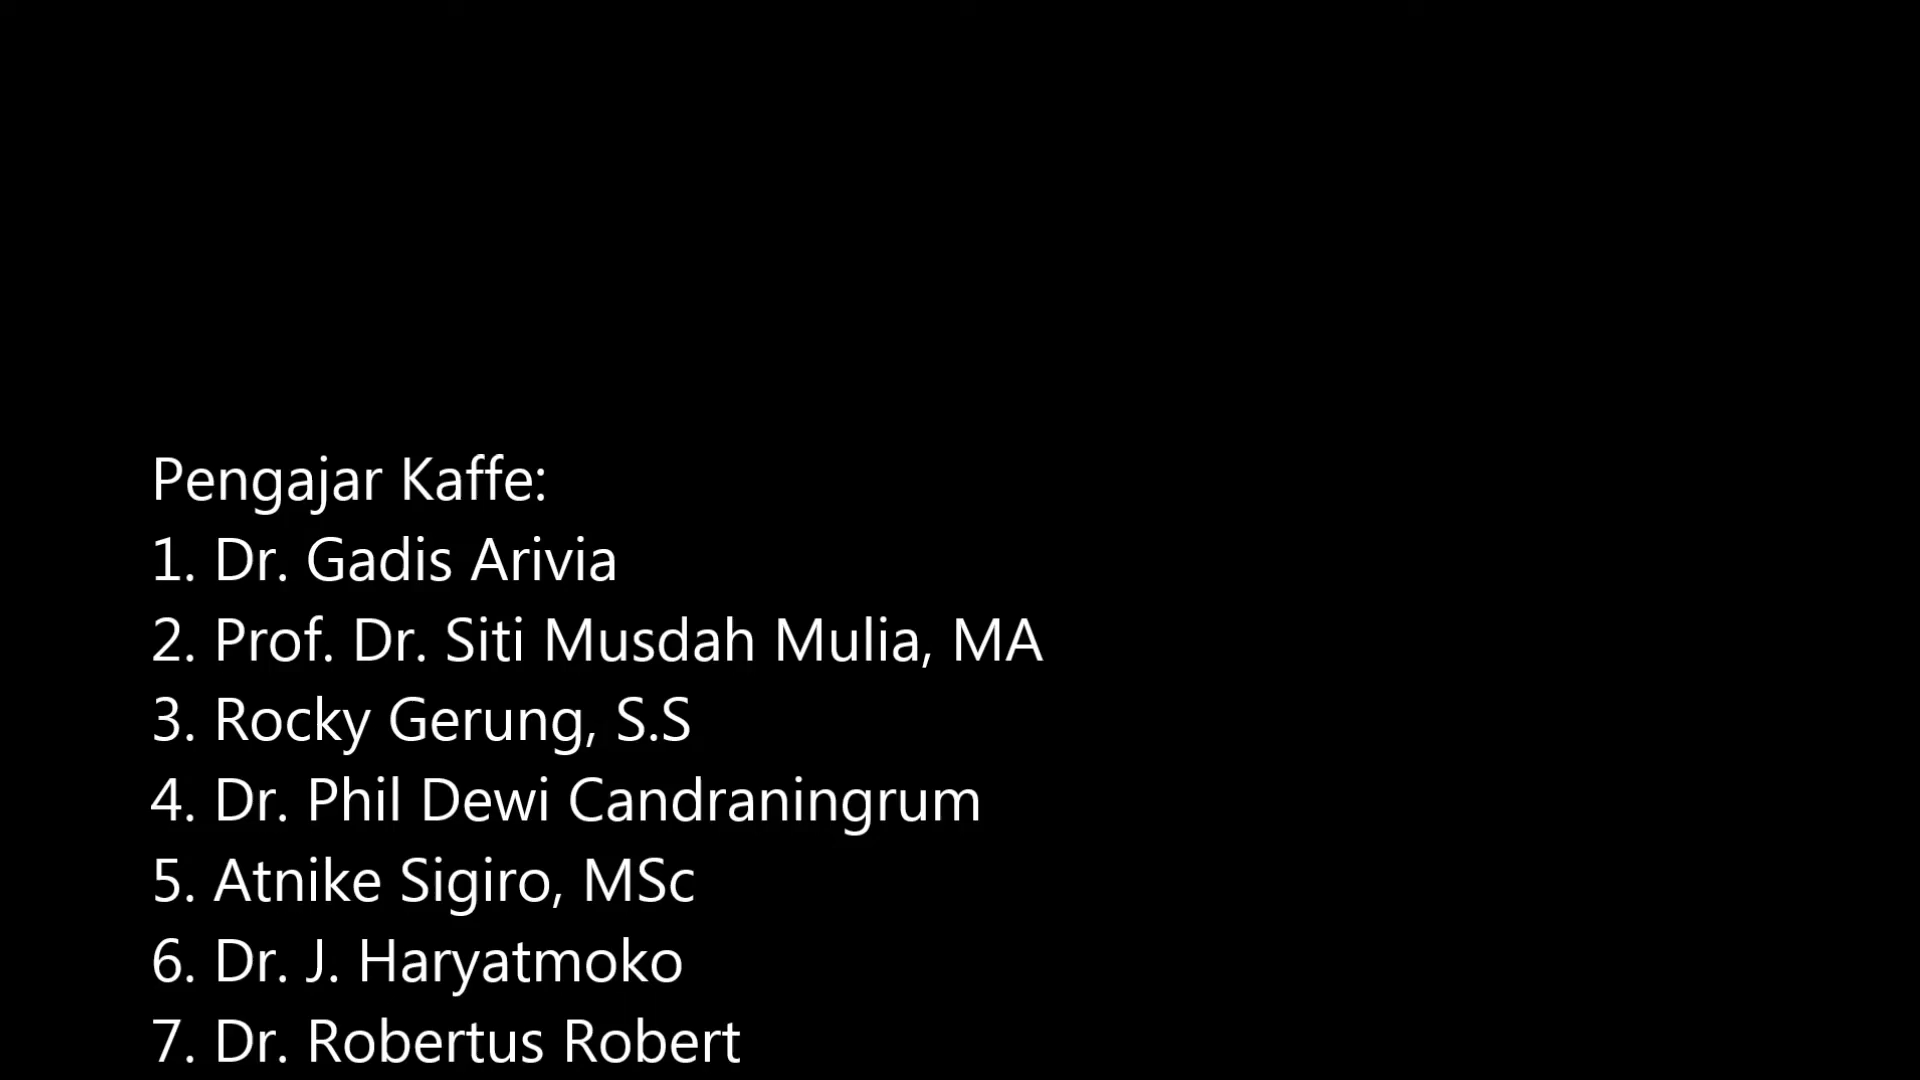 Pengajar Kaffe:
1. Dr. Gadis Arivia
2. Prof. Dr. Siti Musdah Mulia, MA
3. Rocky Gerung, S.S
4. Dr. Phil Dewi Candraningrum
5. Atnike Sigiro, MSc
6. Dr. J. Haryatmoko
7. Dr. Robertus Robert